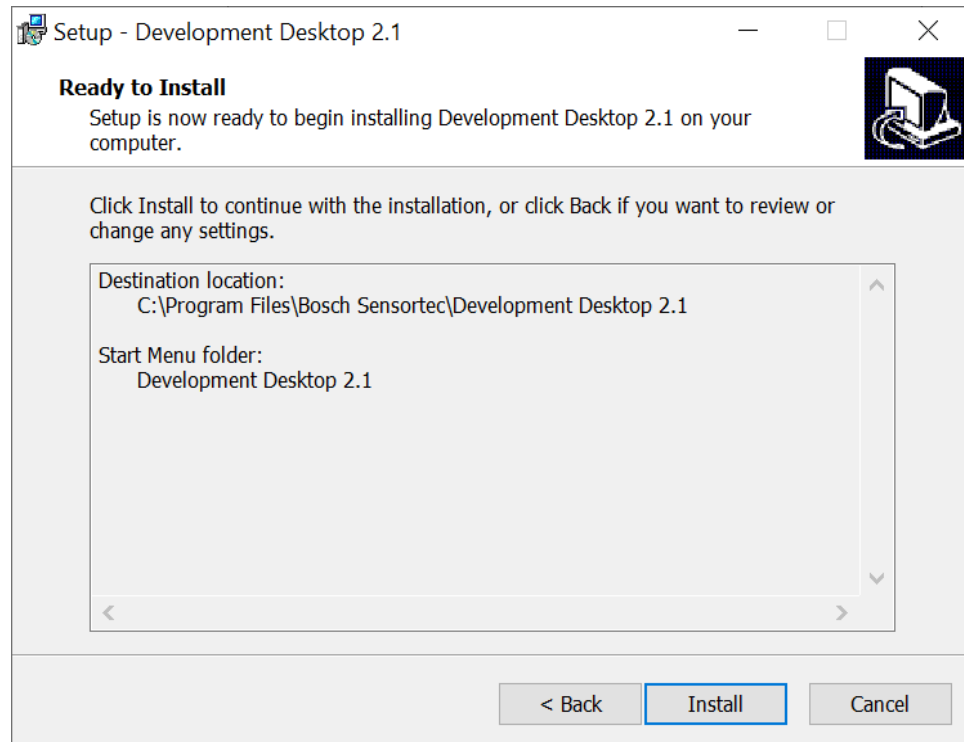 Setup - Development Desktop 2.1
Ready to Install
Setup is now ready to begin installing Development Desktop 2.1 on your
computer.
Click Install to continue with the installation, or click Back if you want to review or
change any settings.
Destination location:
C:\Program Files\Bosch Sensortec\Development Desktop 2.1
Start Menu folder:
Development Desktop 2.1
< Back
Install
Cancel